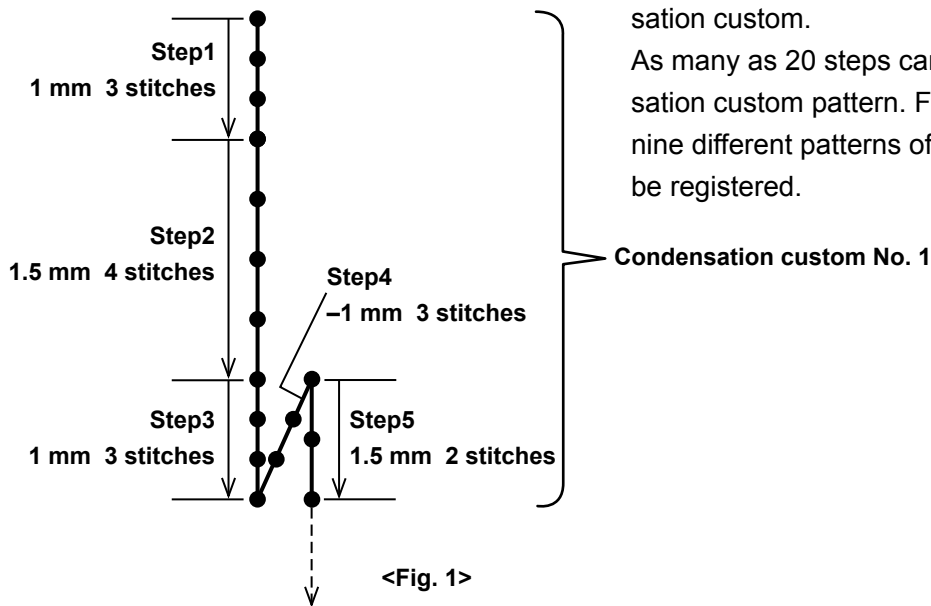 sation custom.
As many as 20 steps
sation custom pattern.
nine different patterns of
be registered.
Step1
1 mm 3 stitches
Step2
1.5 mm 4 stitches
Step3
1 mm 3 stitches
Step4
–1 mm 3 stitches
Step5
1.5 mm 2 stitches
Condensation custom No. 1
<Fig. 1>